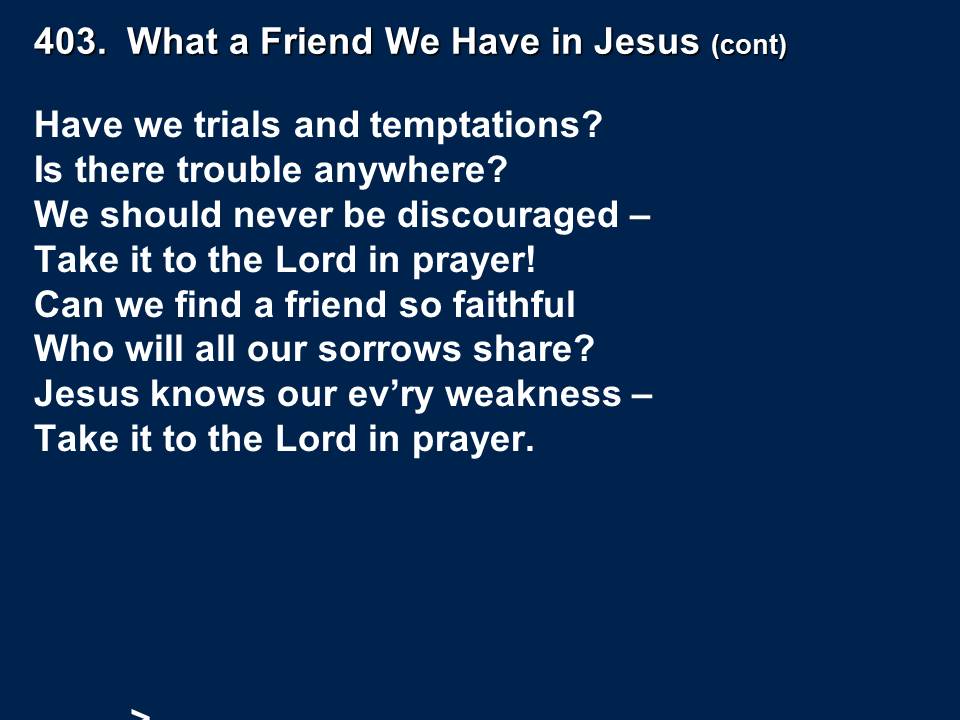 403.  What a Friend We Have in Jesus (cont)
Have we trials and temptations?
Is there trouble anywhere?
We should never be discouraged –
Take it to the Lord in prayer!
Can we find a friend so faithful
Who will all our sorrows share?
Jesus knows our ev’ry weakness –
Take it to the Lord in prayer.
>